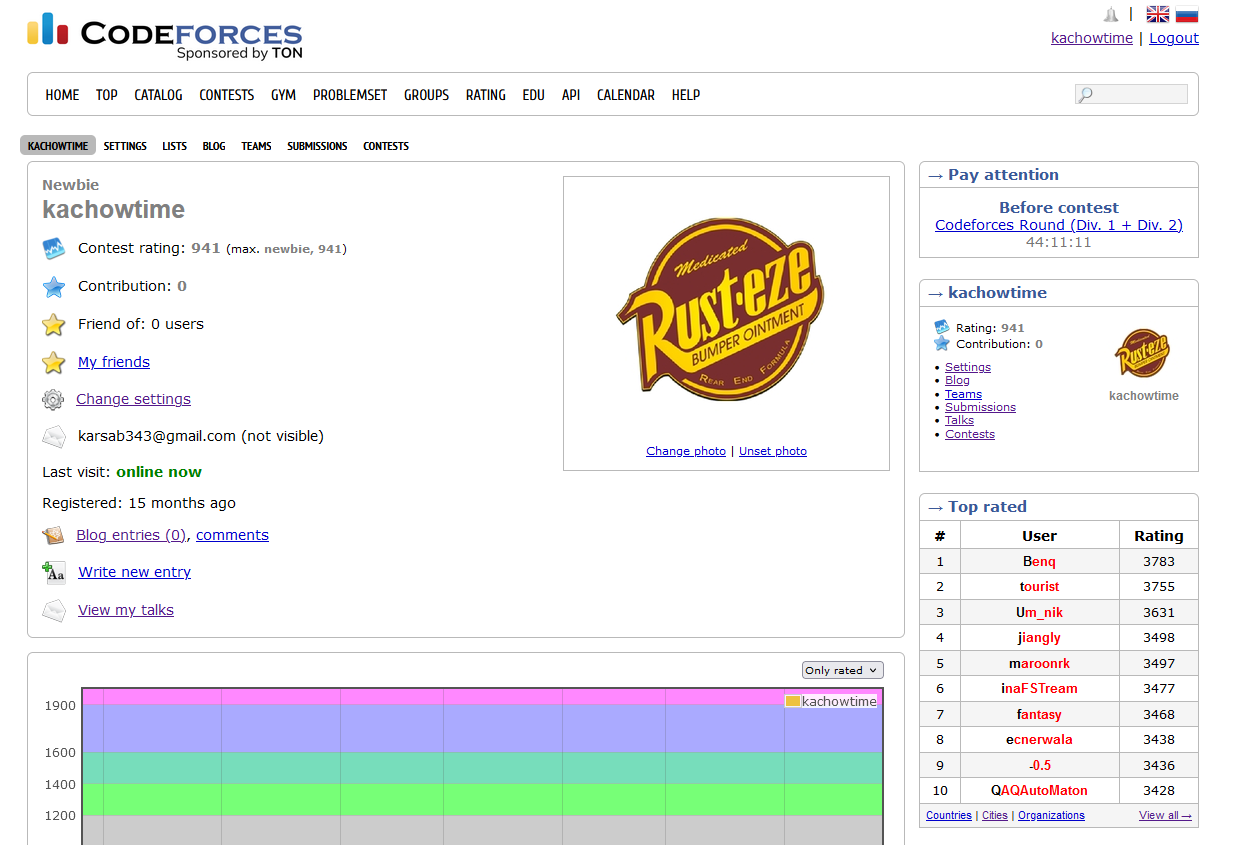 CODEFORCES
Sponsored by TON
kachowtime | Logout
HOME TOP CATALOG CONTESTS GYM PROBLEMSET GROUPS RATING EDU API CALENDAR HELP
KACHOWTIME SETTINGS LISTS BLOG TEAMS SUBMISSIONS CONTESTS
Newbie
kachowtime
Contest rating: 941 (max. newbie, 941)
Contribution: 0
Friend of: 0 users
My friends
Change settings
karsab343@gmail.com (not visible)
Last visit: online now
Registered: 15 months ago
Blog entries (0), comments
Aa Write new entry
View my talks
Medicated
Rust-eze
BUMPER OINTMENT
REAR END FORMULA
Change photo | Unset photo
Only rated
kachowtime
1900
1600
1400
1200
→ Pay attention
Before contest
Codeforces Round (Div. 1 + Div. 2)
44:11:11
→ kachowtime
Rating: 941
Contribution: 0
• Settings
• Blog
• Teams
• Submissions
• Talks
• Contests
Rust-eze
kachowtime
→ Top rated
# User Rating
1 Benq 3783
2 tourist 3755
3 Um_nik 3631
4 jiangly 3498
5 maroonrk 3497
6 inaFSTream 3477
7 fantasy 3468
8 ecnerwala 3438
9 -0.5 3436
10 QAQAutoMaton 3428
Countries | Cities | Organizations View all →